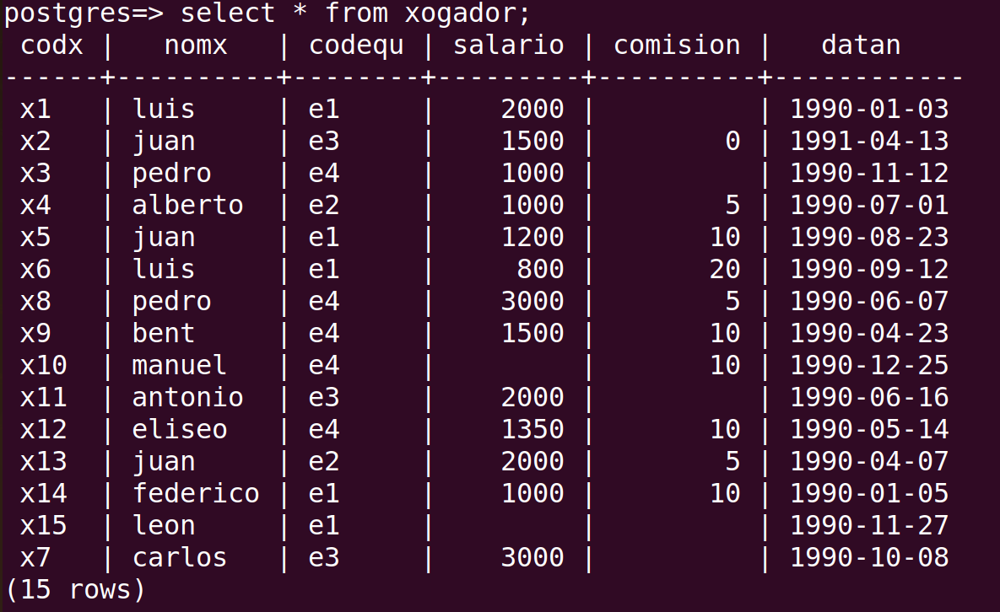 postgres=> select * from xogador;
 codx |   nomx   | codequ | salario | comision |   datan
------+----------+--------+---------+----------+------------
 x1   | luis     | e1     |    2000 |          | 1990-01-03
 x2   | juan     | e3     |    1500 |        0 | 1991-04-13
 x3   | pedro    | e4     |    1000 |          | 1990-11-12
 x4   | alberto  | e2     |    1000 |        5 | 1990-07-01
 x5   | juan     | e1     |    1200 |       10 | 1990-08-23
 x6   | luis     | e1     |     800 |       20 | 1990-09-12
 x8   | pedro    | e4     |    3000 |        5 | 1990-06-07
 x9   | bent     | e4     |    1500 |       10 | 1990-04-23
 x10  | manuel   | e4     |         |       10 | 1990-12-25
 x11  | antonio  | e3     |    2000 |          | 1990-06-16
 x12  | eliseo   | e4     |    1350 |       10 | 1990-05-14
 x13  | juan     | e2     |    2000 |        5 | 1990-04-07
 x14  | federico | e1     |    1000 |       10 | 1990-01-05
 x15  | leon     | e1     |         |          | 1990-11-27
 x7   | carlos   | e3     |    3000 |          | 1990-10-08
(15 rows)